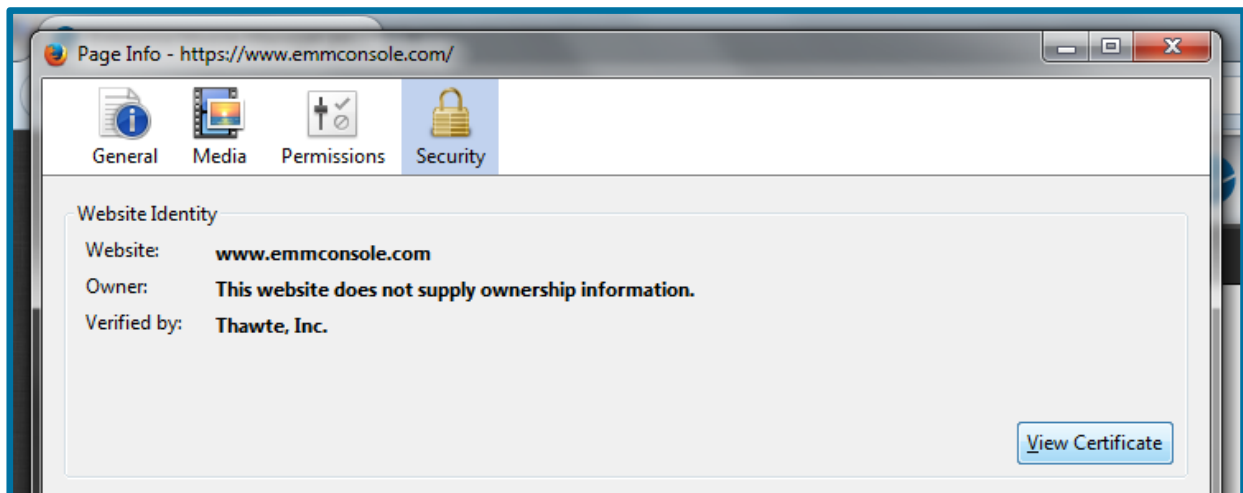 Page Info - https://www.emmconsole.com/
General Media Permissions Security
Website Identity
Website: www.emmconsole.com
Owner: This website does not supply ownership information.
Verified by: Thawte, Inc.
View Certificate